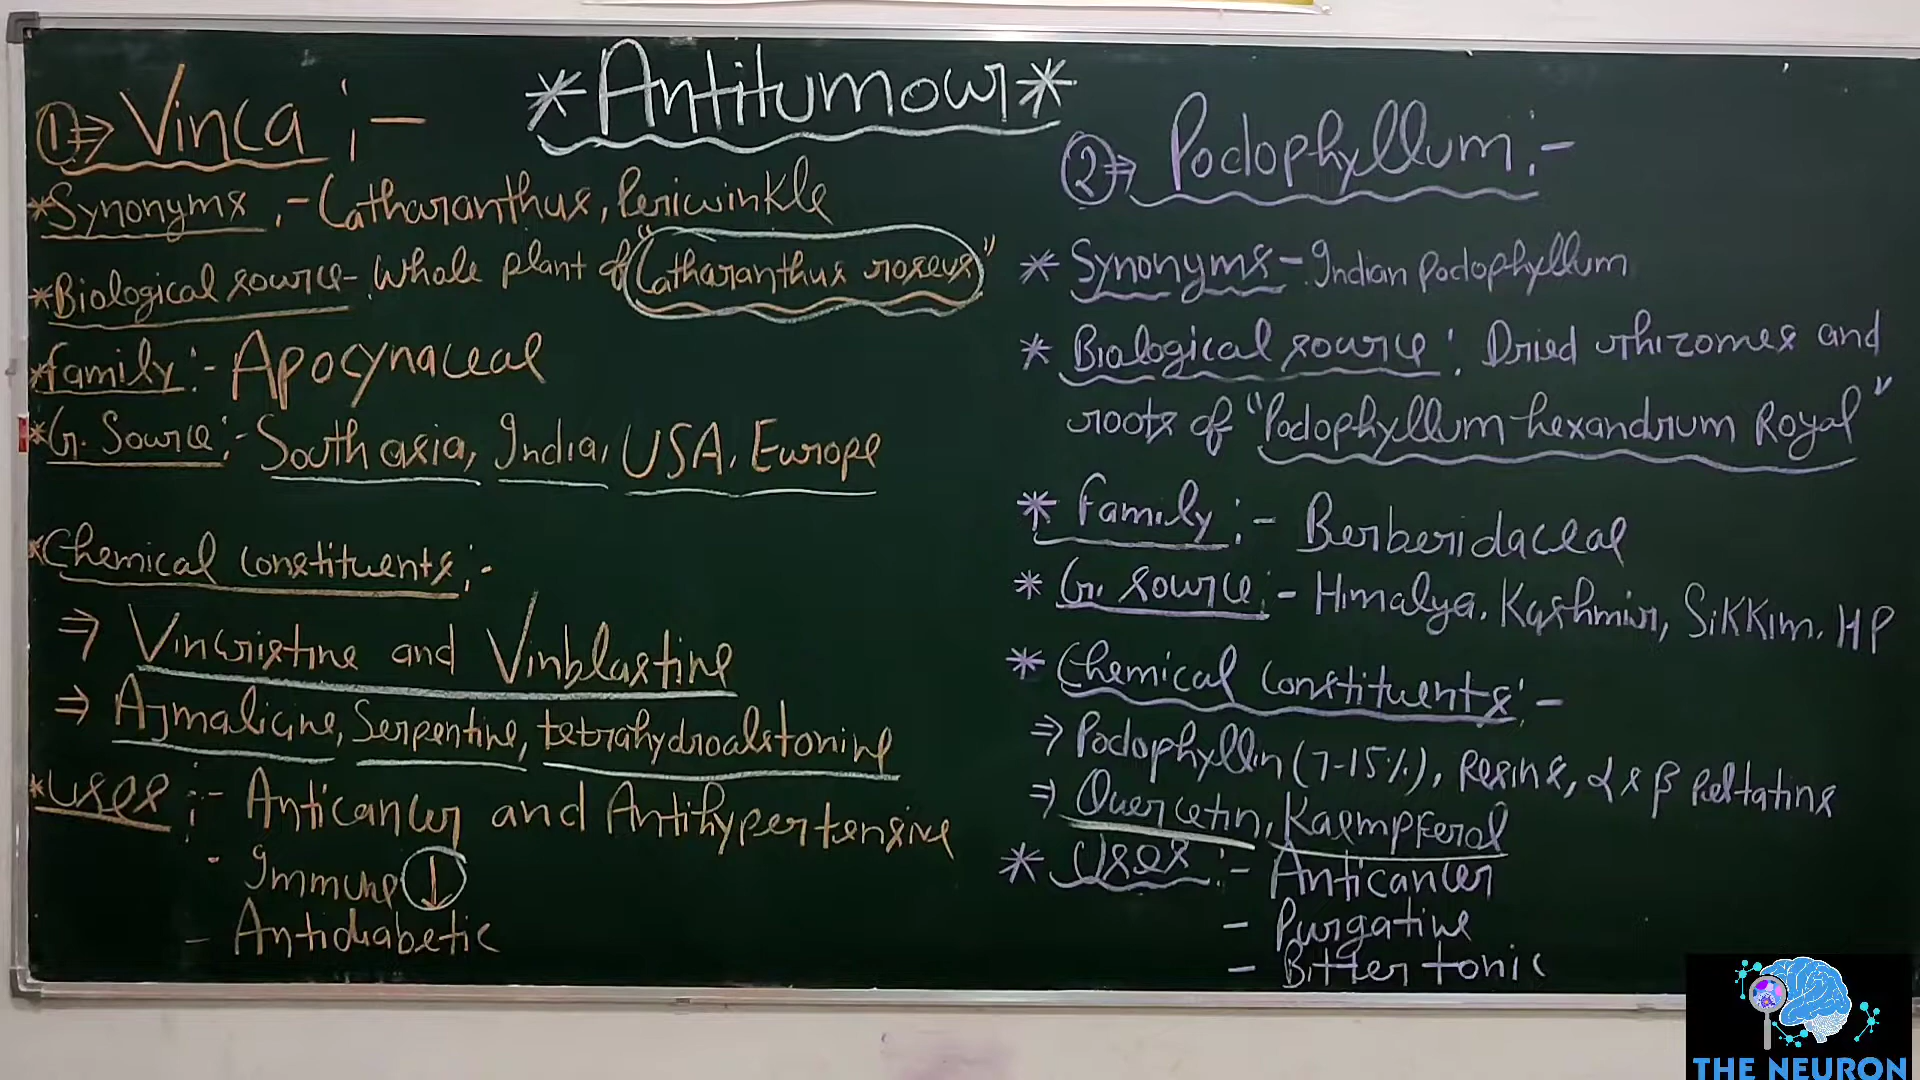 *Antitumour*
①⇒ Vinca :-
*Synonyms :- Catharanthus, Periwinkle
*Biological source - Whole plant of "Catharanthus roseus"
*family :- Apocynaceae
*G. Source :- South asia, India, USA, Europe
*Chemical constituents :-
⇒ Vincristine and Vinblastine
⇒ Ajmalicine, Serpentine, tetrahydroalstonine
*Uses :- Anticancer and Antihypertensive
- Immune ↓
- Antidiabetic
②⇒ Podophyllum :-
* Synonyms - Indian podophyllum
* Biological source : Dried rhizomes and
roots of "Podophyllum hexandrum Royal"
* Family :- Berberidaceae
* G. source :- Himalya, Kashmir, Sikkim, HP
* Chemical constituents :-
⇒ Podophyllin (7-15%), Resins, α & β Peltatins
⇒ Quercetin, Kaempferol
* Uses :- Anticancer
- Purgative
- Bitter tonic
THE NEURON